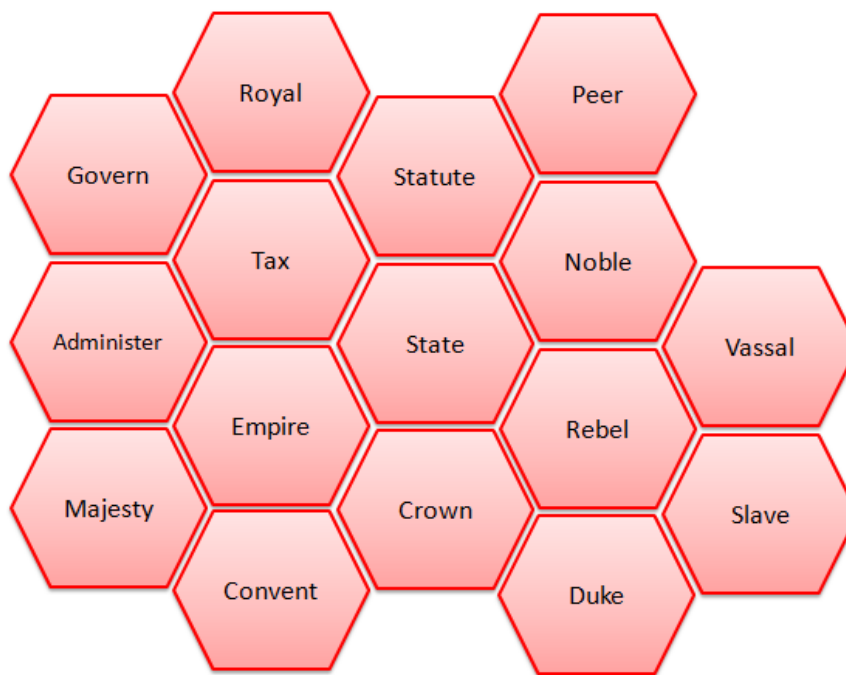 Royal
Peer
Govern
Statute
Tax
Noble
Administer
State
Vassal
Empire
Rebel
Majesty
Crown
Slave
Convent
Duke